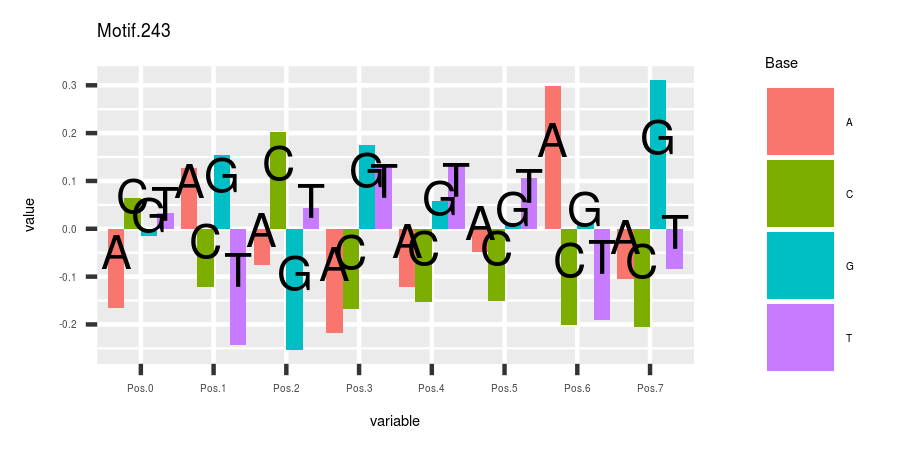 Motif.243
Base
0.3
0.2
0.1
0.0
-0.1
-0.2
value
A C G T A C G T A C G T A C G T A C G T A C G T A C G T A C G T
Pos.0 Pos.1 Pos.2 Pos.3 Pos.4 Pos.5 Pos.6 Pos.7
variable
A
C
G
T